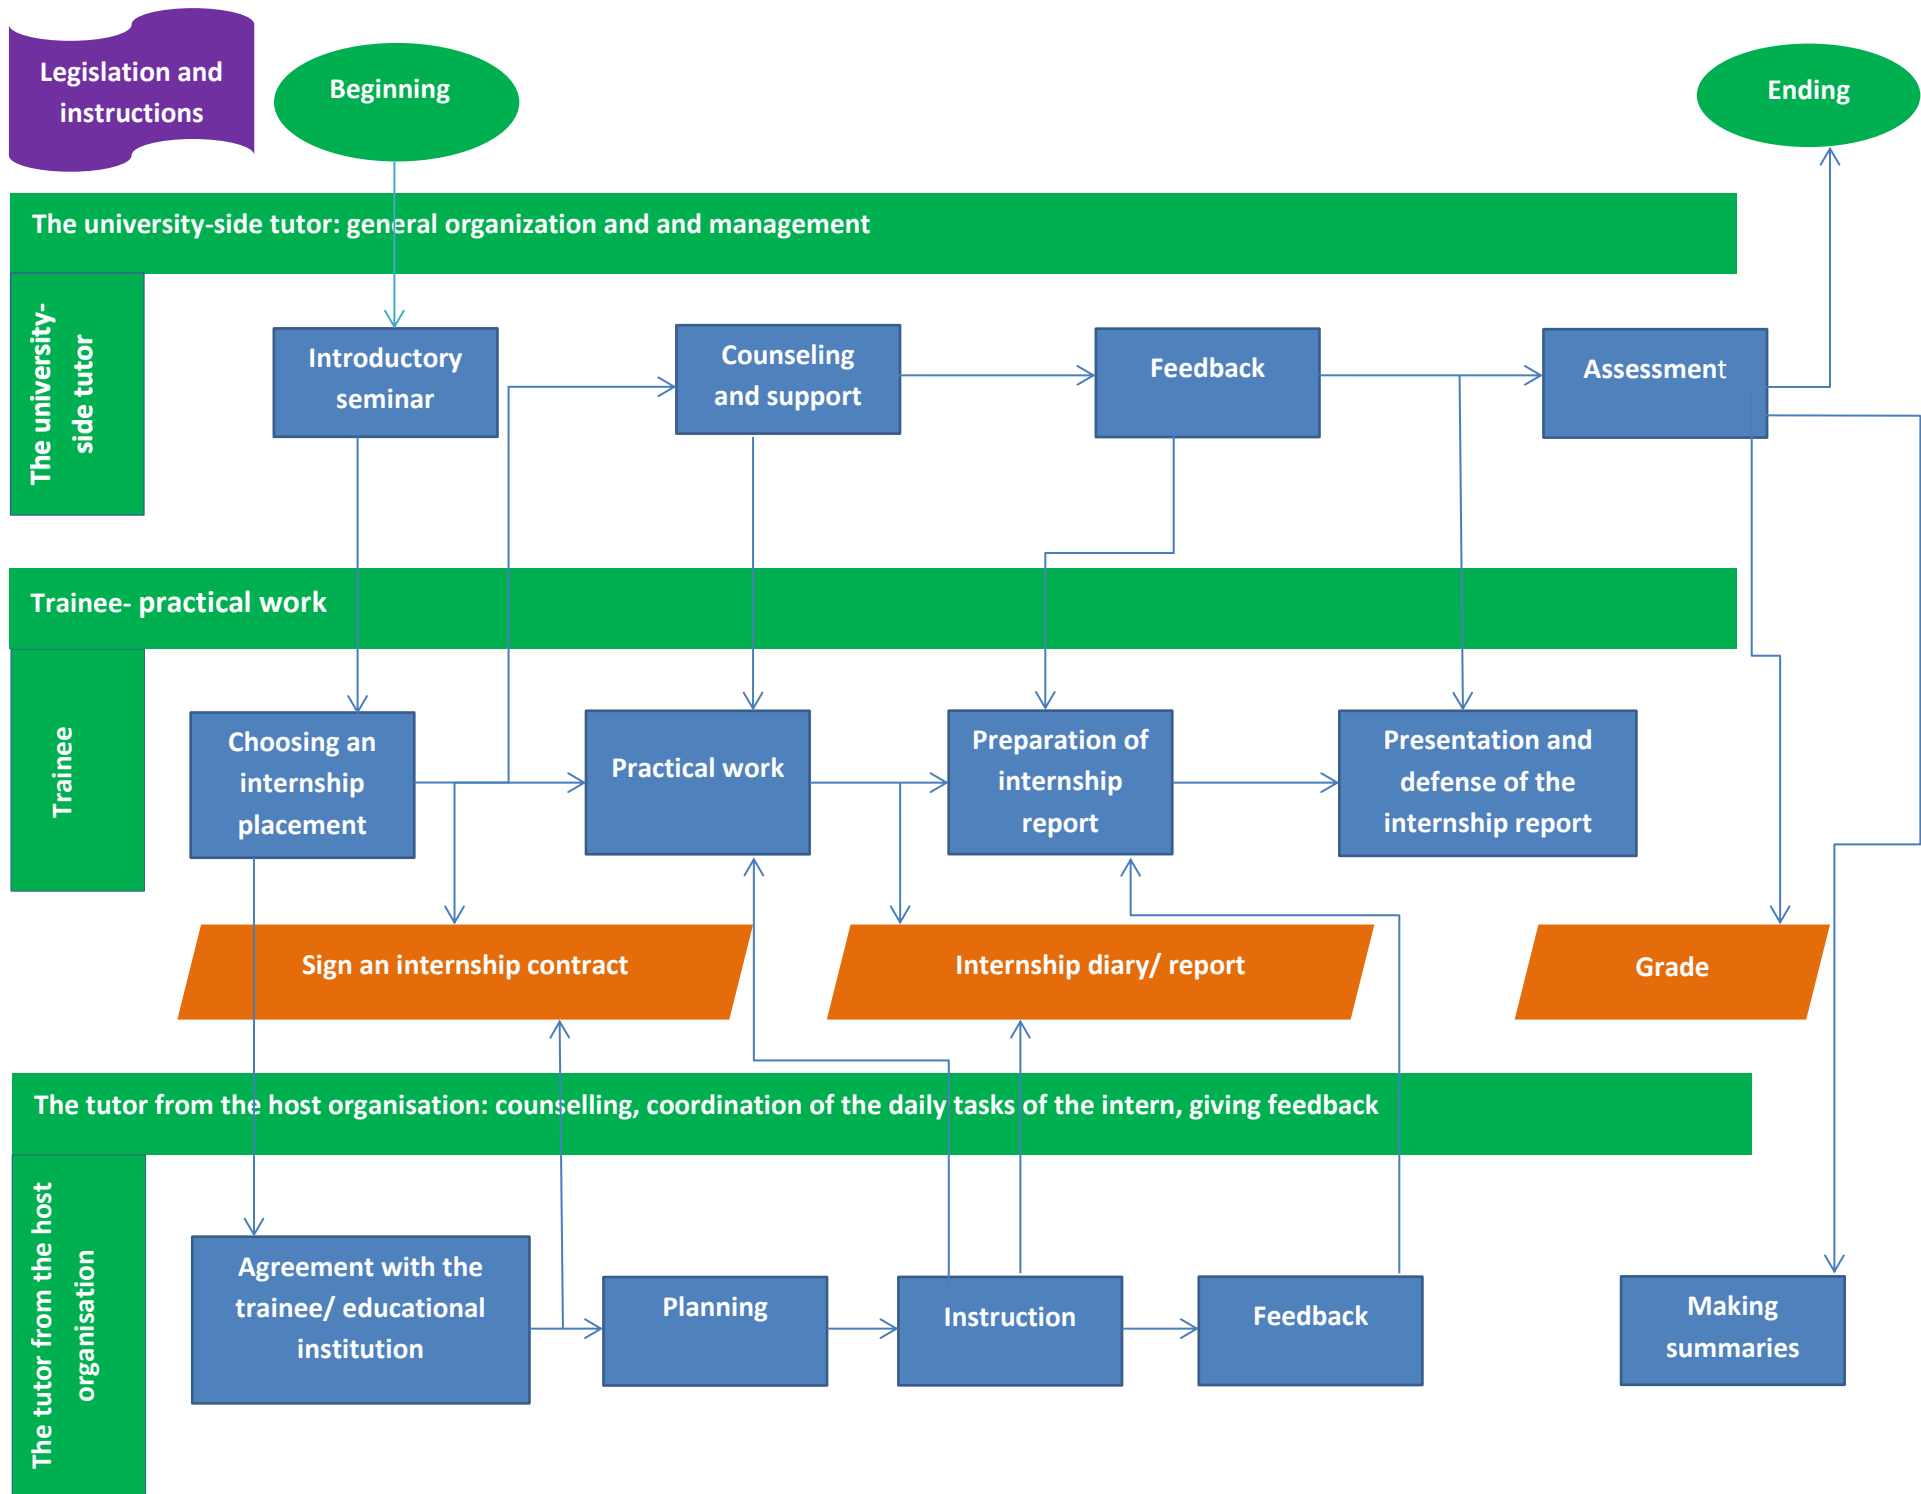 Legislation and
instructions
Beginning
Ending
The university-side tutor: general organization and and management
The university-
side tutor
Introductory
seminar
Counseling
and support
Feedback
Assessment
Trainee- practical work
Trainee
Choosing an
internship
placement
Practical work
Preparation of
internship
report
Presentation and
defense of the
internship report
Sign an internship contract
Internship diary/ report
Grade
The tutor from the host organisation: counselling, coordination of the daily tasks of the intern, giving feedback
The tutor from the host
organisation
Agreement with the
trainee/ educational
institution
Planning
Instruction
Feedback
Making
summaries